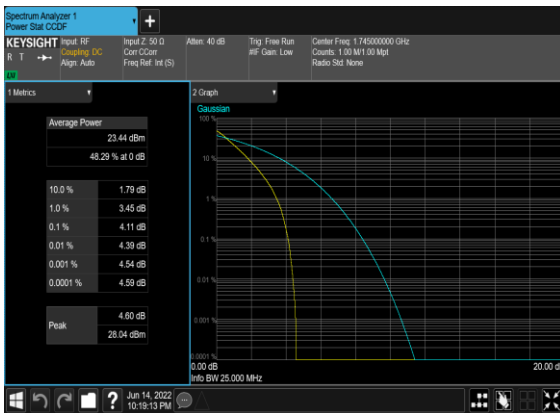 Spectrum Analyzer 1
Power Stat CCDF
KEYSIGHT
R T
LV
Input: RF
Coupling: DC
Align: Auto
Input Z: 50 Ω
Corr CCorr
Freq Ref: Int (S)
Atten: 40 dB
Trig: Free Run
#IF Gain: Low
Center Freq: 1.745000000 GHz
Counts: 1.00 M/1.00 Mpt
Radio Std: None
1 Metrics
Average Power
23.44 dBm
48.29 % at 0 dB
10.0 % 1.79 dB
1.0 % 3.45 dB
0.1 % 4.11 dB
0.01 % 4.39 dB
0.001 % 4.54 dB
0.0001 % 4.59 dB
Peak
4.60 dB
28.04 dBm
2 Graph
Gaussian
100 %
10 %
1 %
0.1 %
0.01 %
0.001 %
0.0001 %
0.00 dB
20.00 d
Info BW 25.000 MHz
Jun 14, 2022
10:19:13 PM